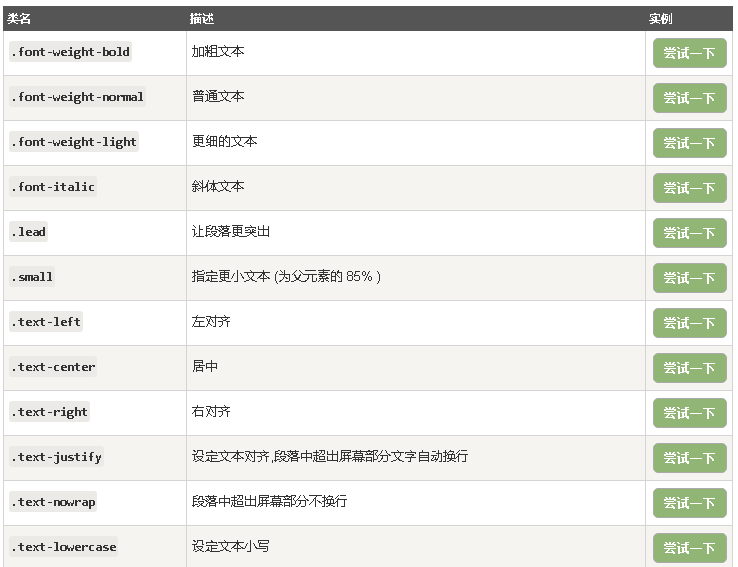 类名 描述 实例
.font-weight-bold 加粗文本 尝试一下
.font-weight-normal 普通文本 尝试一下
.font-weight-light 更细的文本 尝试一下
.font-italic 斜体文本 尝试一下
.lead 让段落更突出 尝试一下
.small 指定更小文本 (为父元素的 85% ) 尝试一下
.text-left 左对齐 尝试一下
.text-center 居中 尝试一下
.text-right 右对齐 尝试一下
.text-justify 设定文本对齐,段落中超出屏幕部分文字自动换行 尝试一下
.text-nowrap 段落中超出屏幕部分不换行 尝试一下
.text-lowercase 设定文本小写 尝试一下